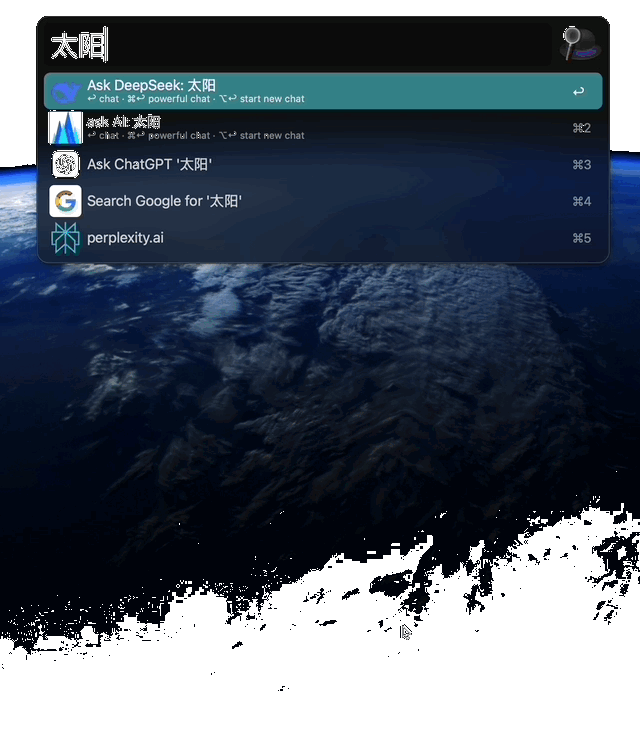 太阳
Ask DeepSeek: 太阳
↩ chat · ⌘↩ powerful chat · ⌥↩ start new chat
↩
ask AI: 太阳
↩ chat · ⌘↩ powerful chat · ⌥↩ start new chat
⌘2
Ask ChatGPT '太阳'
⌘3
Search Google for '太阳'
⌘4
perplexity.ai
⌘5